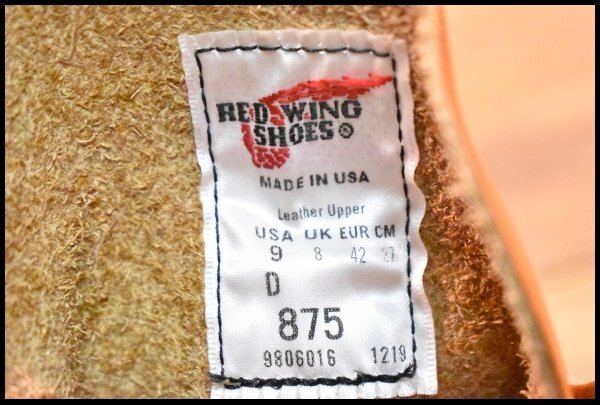 RED WING
SHOES®
MADE IN USA
Leather Upper
USA UK EUR CM
9 8 42 27
D
875
9806016 1219